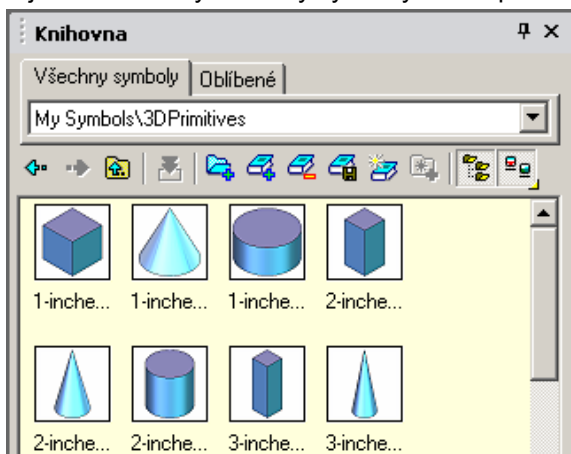 Knihovna
Všechny symboly Oblíbené
My Symbols\3DPrimitives
1-inche... 1-inche... 1-inche... 2-inche...
2-inche... 2-inche... 3-inche... 3-inche...